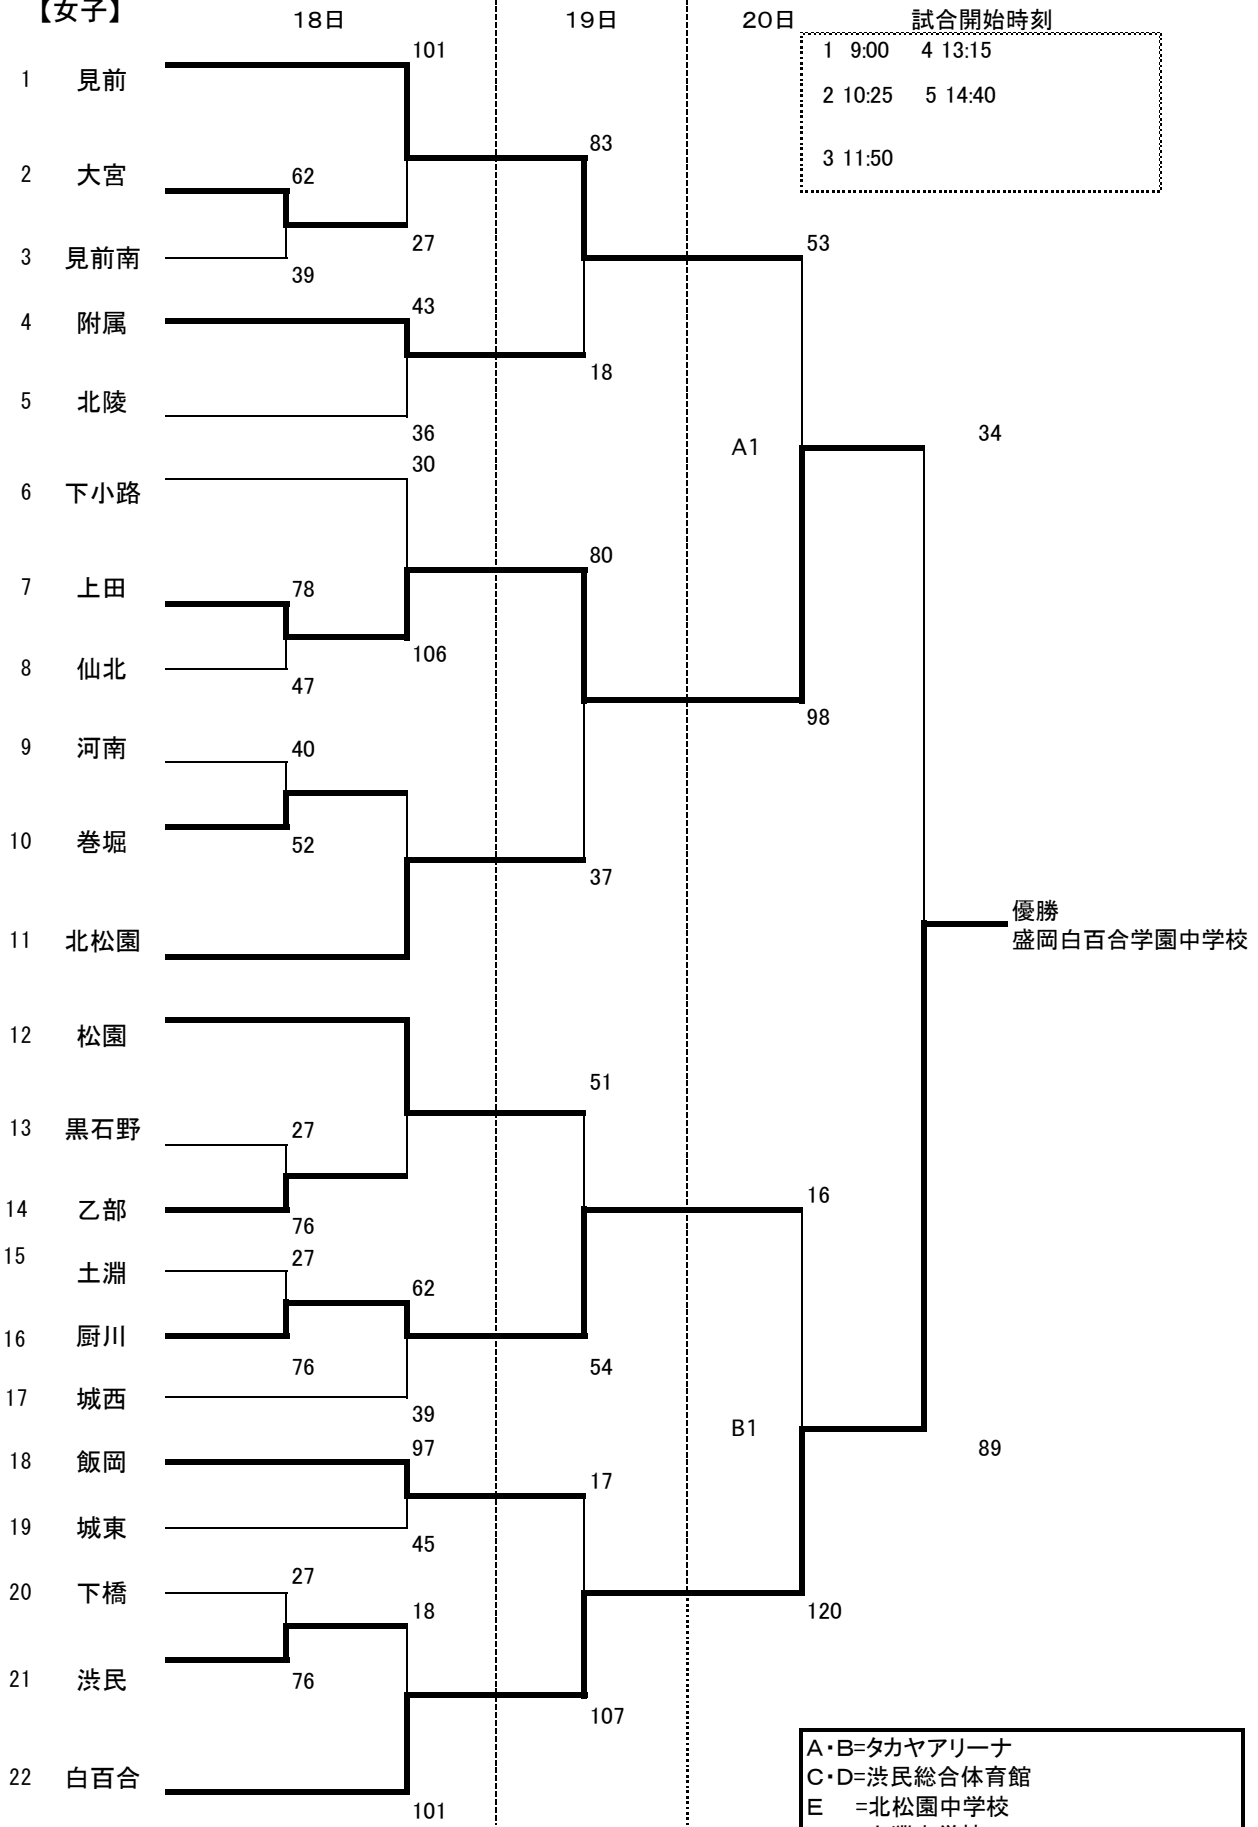 【女子】
18日 19日 20日 試合開始時刻
1 9:00 4 13:15
2 10:25 5 14:40
3 11:50
101
1 見前
83
2 大宮 62
53
27
3 見前南
39
43
4 附属
18
5 北陵
36
A1 34
30
6 下小路
80
7 上田 78
106
8 仙北
47
98
9 河南 40
10 巻堀 52
37
優勝
11 北松園
盛岡白百合学園中学校
12 松園
51
13 黒石野 27
16
14 乙部
76
15 27
土淵
62
16 厨川
76 54
17 城西
39
B1
97 89
18 飯岡
17
19 城東
45
27
20 下橋
18 120
21 渋民 76
107
A・B=タカヤアリーナ
22 白百合 C・D=渋民総合体育館
E =北松園中学校
101